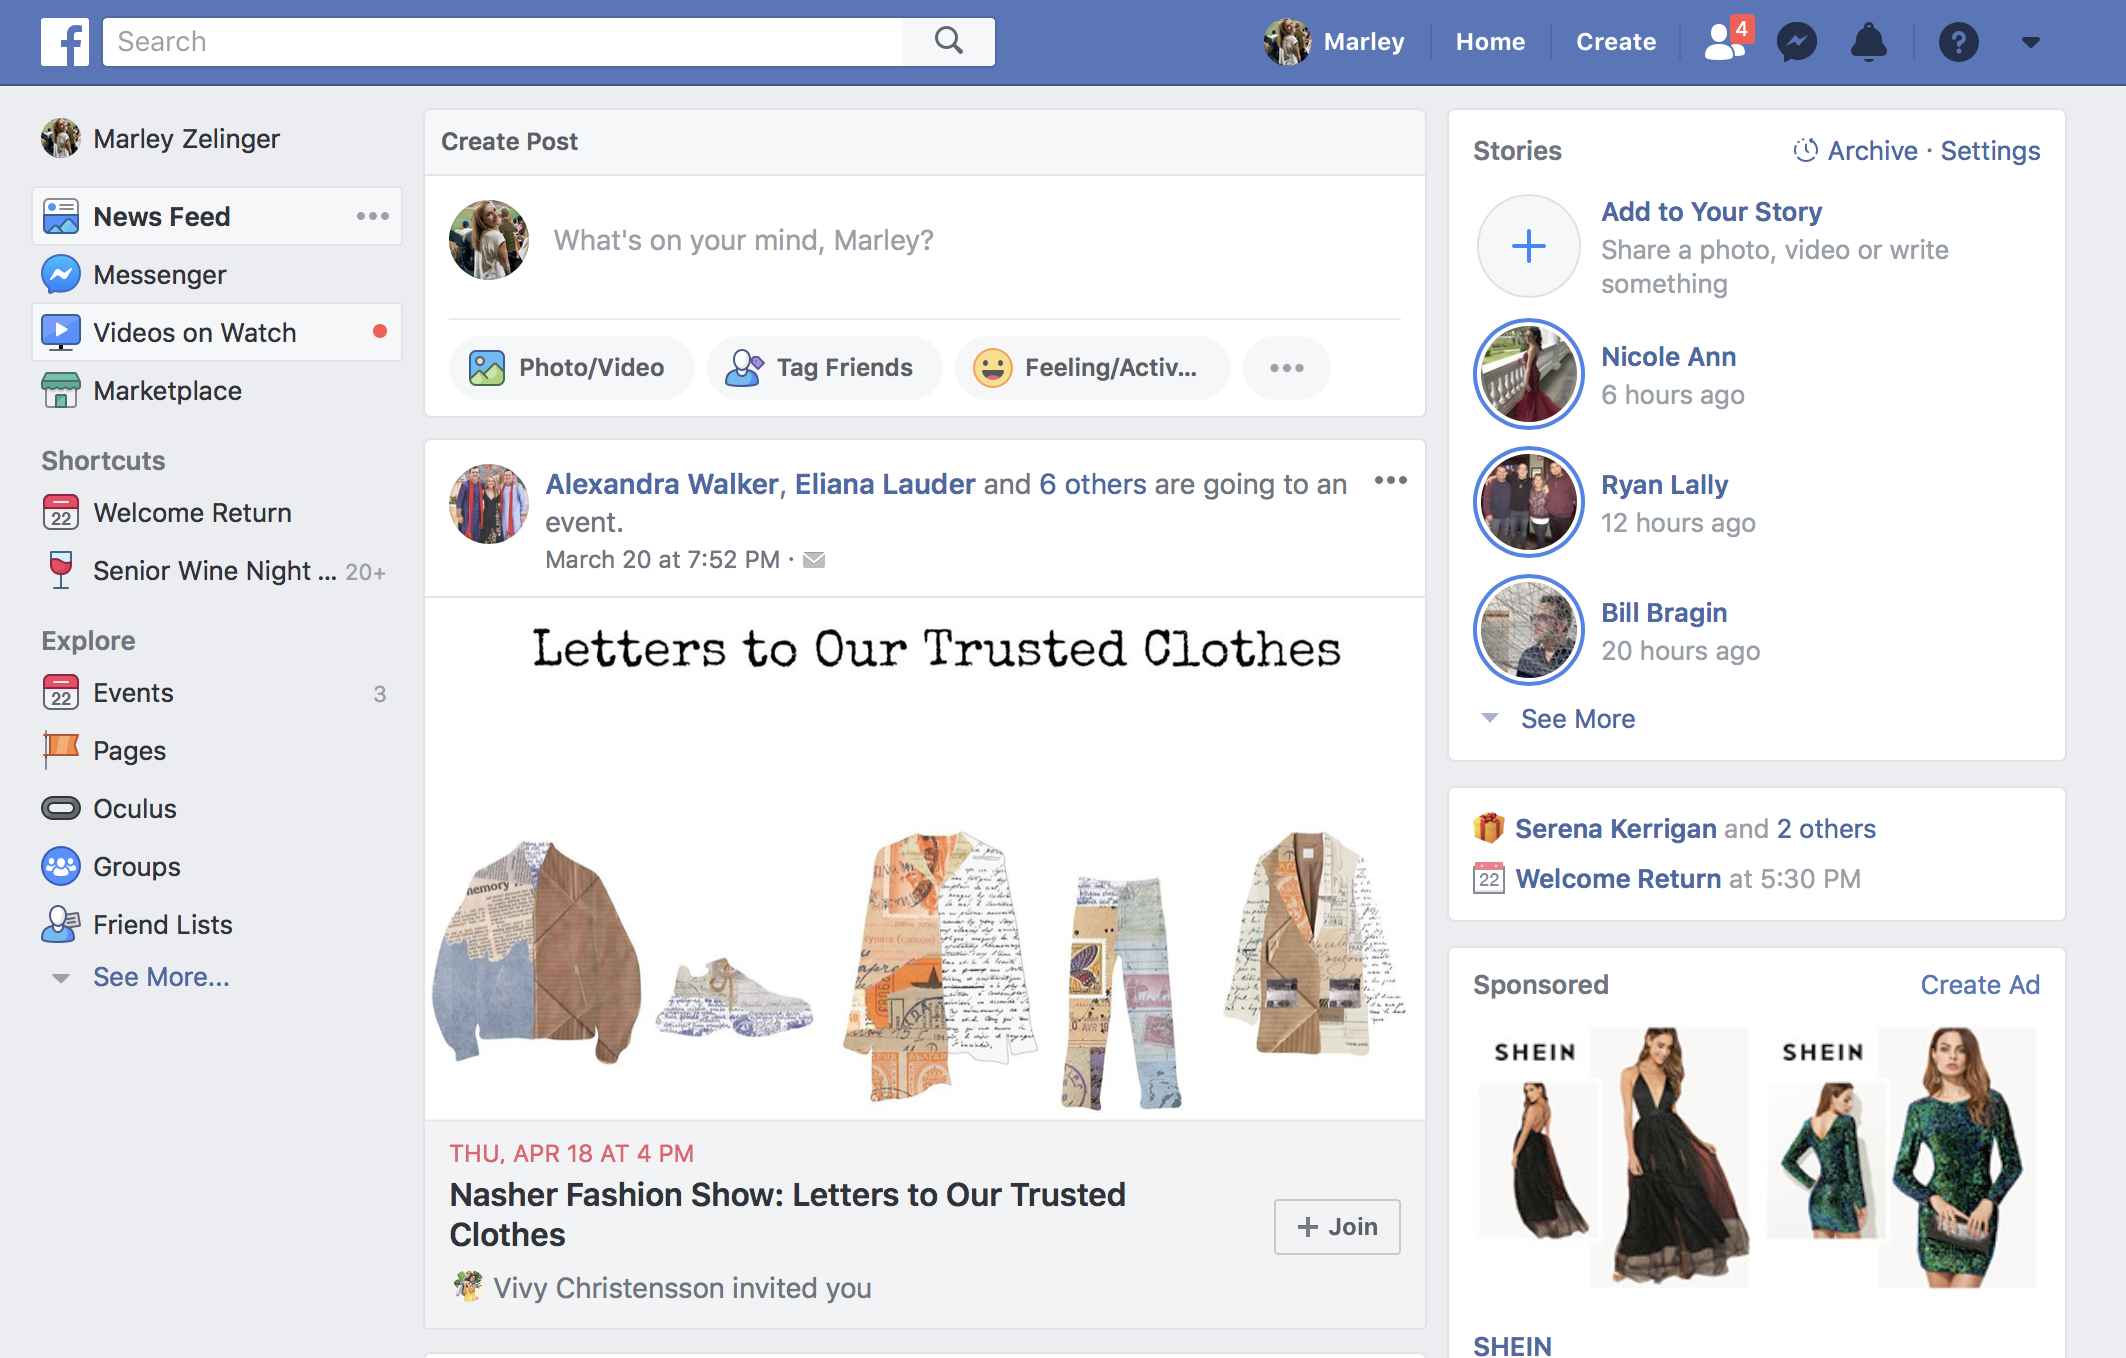 Search
Marley
Home
Create
4
Marley Zelinger
News Feed
Messenger
Videos on Watch
Marketplace
Shortcuts
22
Welcome Return
Senior Wine Night ... 20+
Explore
22
Events 3
Pages
Oculus
Groups
Friend Lists
See More...
Create Post
What's on your mind, Marley?
Photo/Video
Tag Friends
Feeling/Activ...
Alexandra Walker, Eliana Lauder and 6 others are going to an
event.
March 20 at 7:52 PM ·
Letters to Our Trusted Clothes
memory
THU, APR 18 AT 4 PM
Nasher Fashion Show: Letters to Our Trusted
Clothes
+ Join
Vivy Christensson invited you
Stories
Archive · Settings
Add to Your Story
Share a photo, video or write
something
Nicole Ann
6 hours ago
Ryan Lally
12 hours ago
Bill Bragin
20 hours ago
See More
Serena Kerrigan and 2 others
22
Welcome Return at 5:30 PM
Sponsored
Create Ad
SHEIN
SHEIN
SHEIN